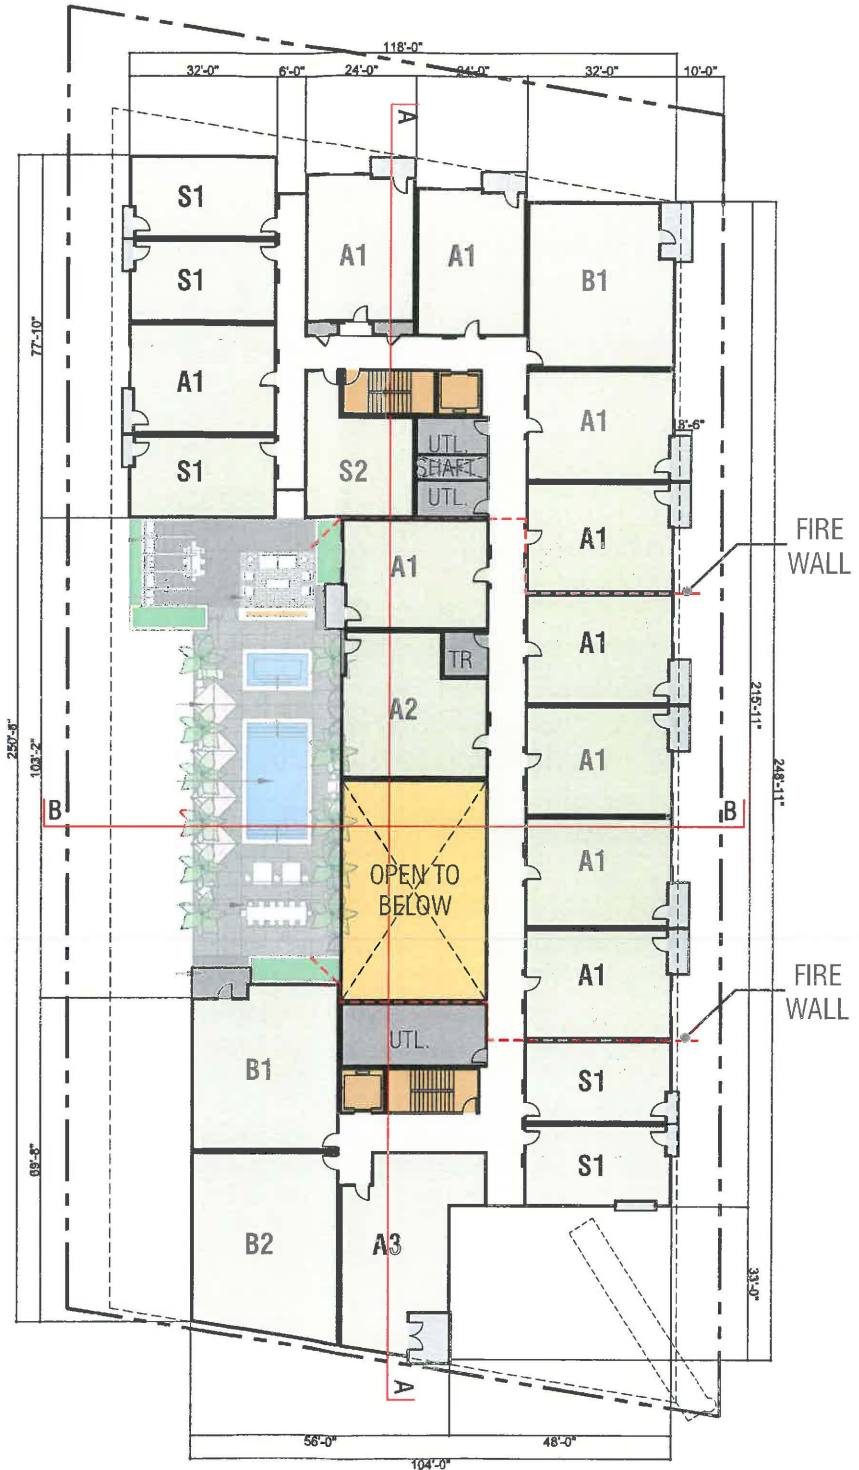 118'-0"
32'-0"
6'-0"
24'-0"
24'-0"
32'-0"
10'-0"
A
S1
A1
A1
B1
S1
77'-10"
A1
A1
8'-6"
S1
S2
UTL.
SHAFT
UTL.
A1
A1
FIRE
WALL
A1
TR
A2
250'-8"
103'-2"
215'-11"
248'-11"
A1
B
B
A1
OPEN TO
BELOW
A1
FIRE
WALL
UTL.
B1
S1
69'-8"
S1
B2
A3
33'-0"
A
56'-0"
48'-0"
104'-0"